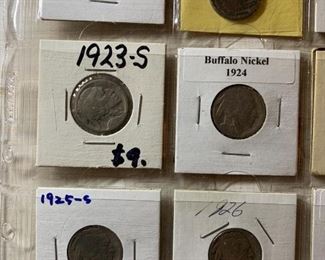 1923-S
$9.
Buffalo Nickel
1924
1925-S
1926